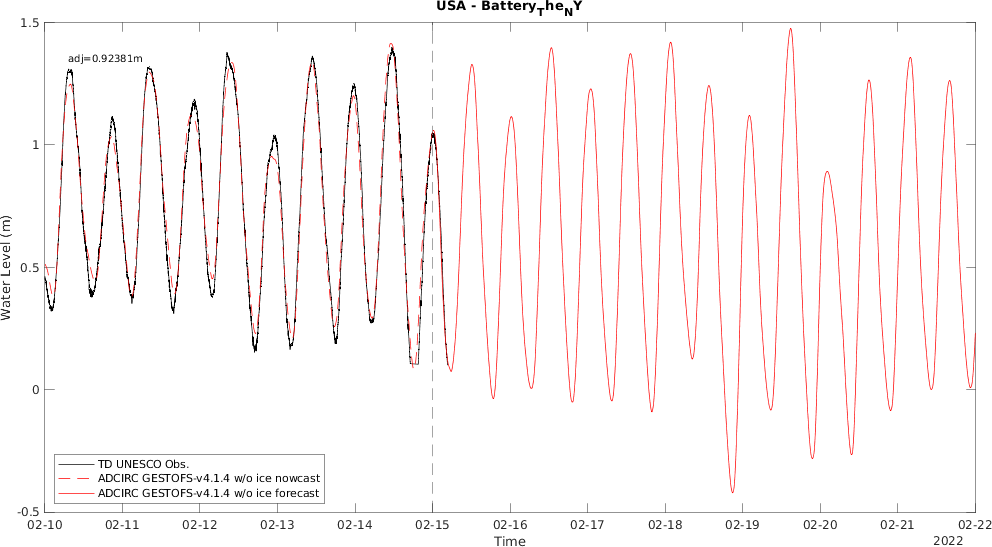 USA - Battery_The_NY
1.5
adj=0.92381m
1
0.5
0
-0.5
Water Level (m)
TD UNESCO Obs.
ADCIRC GESTOFS-v4.1.4 w/o ice nowcast
ADCIRC GESTOFS-v4.1.4 w/o ice forecast
02-10 02-11 02-12 02-13 02-14 02-15 02-16 02-17 02-18 02-19 02-20 02-21 02-22
Time
2022